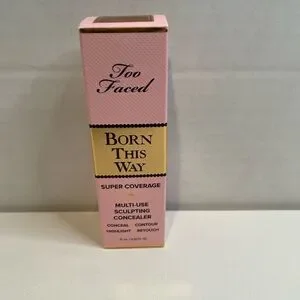 Too
Faced
BORN
THIS
WAY
SUPER COVERAGE
MULTI-USE
SCULPTING
CONCEALER
CONCEAL CONTOUR
HIGHLIGHT RETOUCH